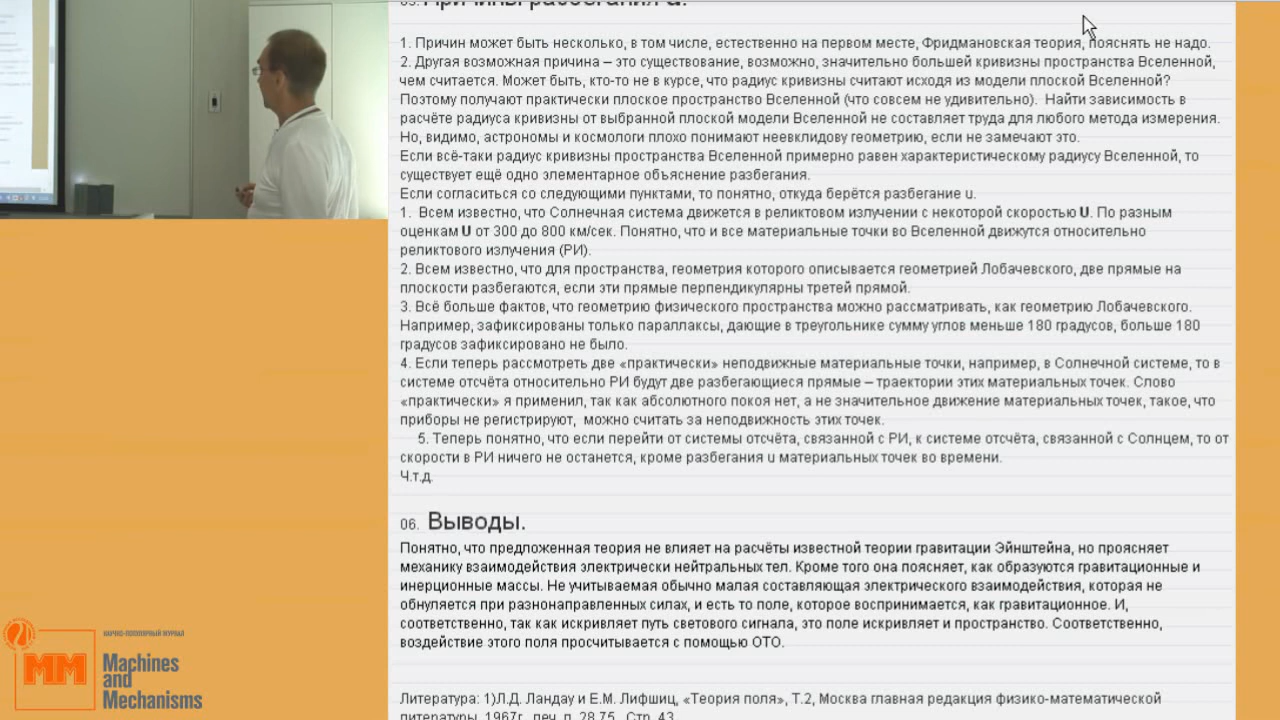 05. Причины разбегания u.
1. Причин может быть несколько, в том числе, естественно на первом месте, Фридмановская теория, пояснять не надо.
2. Другая возможная причина – это существование, возможно, значительно большей кривизны пространства Вселенной,
чем считается. Может быть, кто-то не в курсе, что радиус кривизны считают исходя из модели плоской Вселенной?
Поэтому получают практически плоское пространство Вселенной (что совсем не удивительно). Найти зависимость в
расчёте радиуса кривизны от выбранной плоской модели Вселенной не составляет труда для любого метода измерения.
Но, видимо, астрономы и космологи плохо понимают неевклидову геометрию, если не замечают это.
Если всё-таки радиус кривизны пространства Вселенной примерно равен характеристическому радиусу Вселенной, то
существует ещё одно элементарное объяснение разбегания.
Если согласиться со следующими пунктами, то понятно, откуда берётся разбегание u.
1. Всем известно, что Солнечная система движется в реликтовом излучении с некоторой скоростью U. По разным
оценкам U от 300 до 800 км/сек. Понятно, что и все материальные точки во Вселенной движутся относительно
реликтового излучения (РИ).
2. Всем известно, что для пространства, геометрия которого описывается геометрией Лобачевского, две прямые на
плоскости разбегаются, если эти прямые перпендикулярны третей прямой.
3. Всё больше фактов, что геометрию физического пространства можно рассматривать, как геометрию Лобачевского.
Например, зафиксированы только параллаксы, дающие в треугольнике сумму углов меньше 180 градусов, больше 180
градусов зафиксировано не было.
4. Если теперь рассмотреть две «практически» неподвижные материальные точки, например, в Солнечной системе, то в
системе отсчёта относительно РИ будут две разбегающиеся прямые – траектории этих материальных точек. Слово
«практически» я применил, так как абсолютного покоя нет, а не значительное движение материальных точек, такое, что
приборы не регистрируют, можно считать за неподвижность этих точек.
5. Теперь понятно, что если перейти от системы отсчёта, связанной с РИ, к системе отсчёта, связанной с Солнцем, то от
скорости в РИ ничего не останется, кроме разбегания u материальных точек во времени.
Ч.т.д.
06. Выводы.
Понятно, что предложенная теория не влияет на расчёты известной теории гравитации Эйнштейна, но проясняет
механику взаимодействия электрически нейтральных тел. Кроме того она поясняет, как образуются гравитационные и
инерционные массы. Не учитываемая обычно малая составляющая электрического взаимодействия, которая не
обнуляется при разнонаправленных силах, и есть то поле, которое воспринимается, как гравитационное. И,
соответственно, так как искривляет путь светового сигнала, это поле искривляет и пространство. Соответственно,
воздействие этого поля просчитывается с помощью ОТО.
Литература: 1)Л.Д. Ландау и Е.М. Лифшиц, «Теория поля», Т.2, Москва главная редакция физико-математической
литературы, 1967г., печ. л. 28,75., Стр. 43
НАУЧНО-ПОПУЛЯРНЫЙ ЖУРНАЛ
ММ
Machines
and
Mechanisms